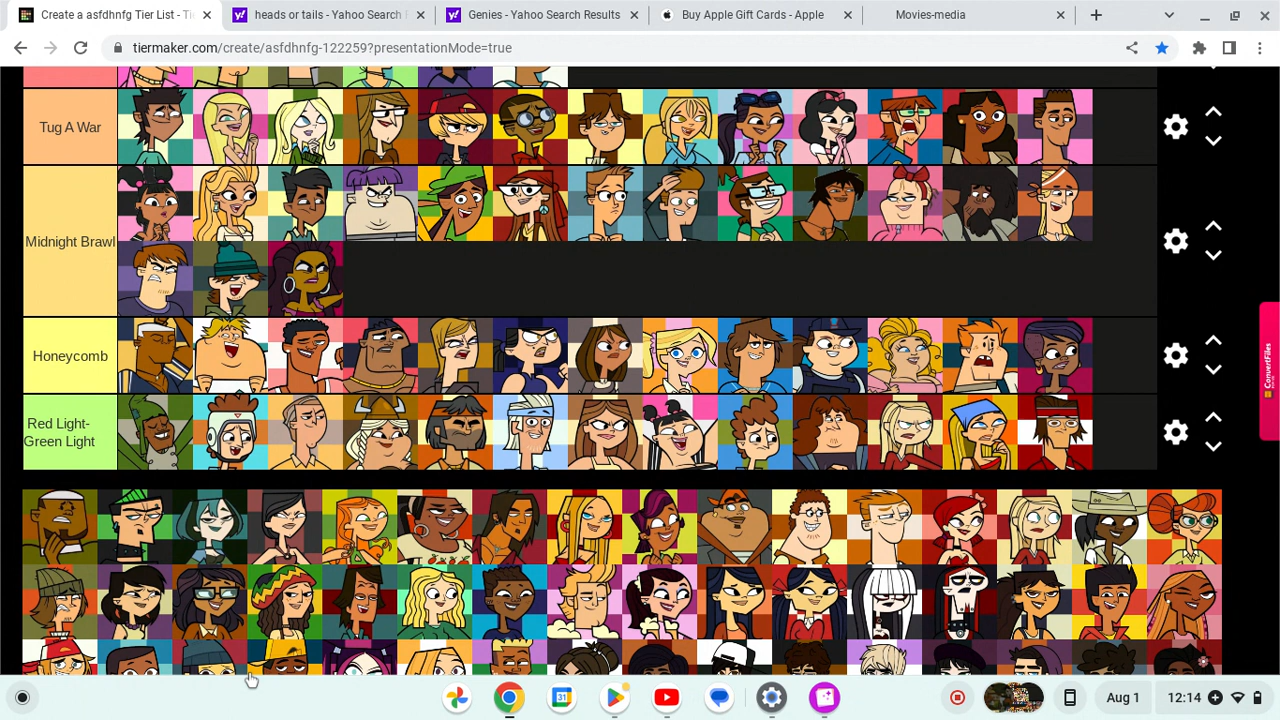 Create a asfdhnfg Tier List - Ti
heads or tails - Yahoo Search
Genies - Yahoo Search Results
Buy Apple Gift Cards - Apple
Movies-media
tiermaker.com/create/asfdhnfg-122259?presentationMode=true
Tug A War
Midnight Brawl
Honeycomb
Red Light-
Green Light
ConvertFiles
31
Aug 1
12:14